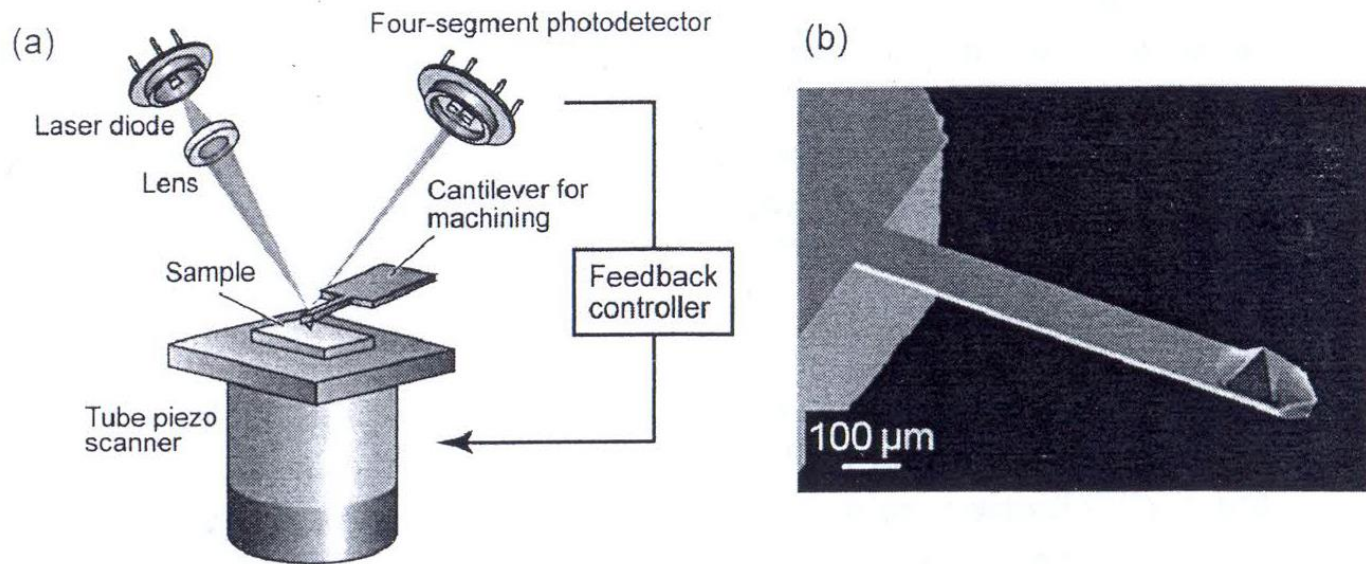 (a)
Four-segment photodetector
Laser diode
Lens
Cantilever for
machining
Sample
Feedback
controller
Tube piezo
scanner
(b)
100 µm